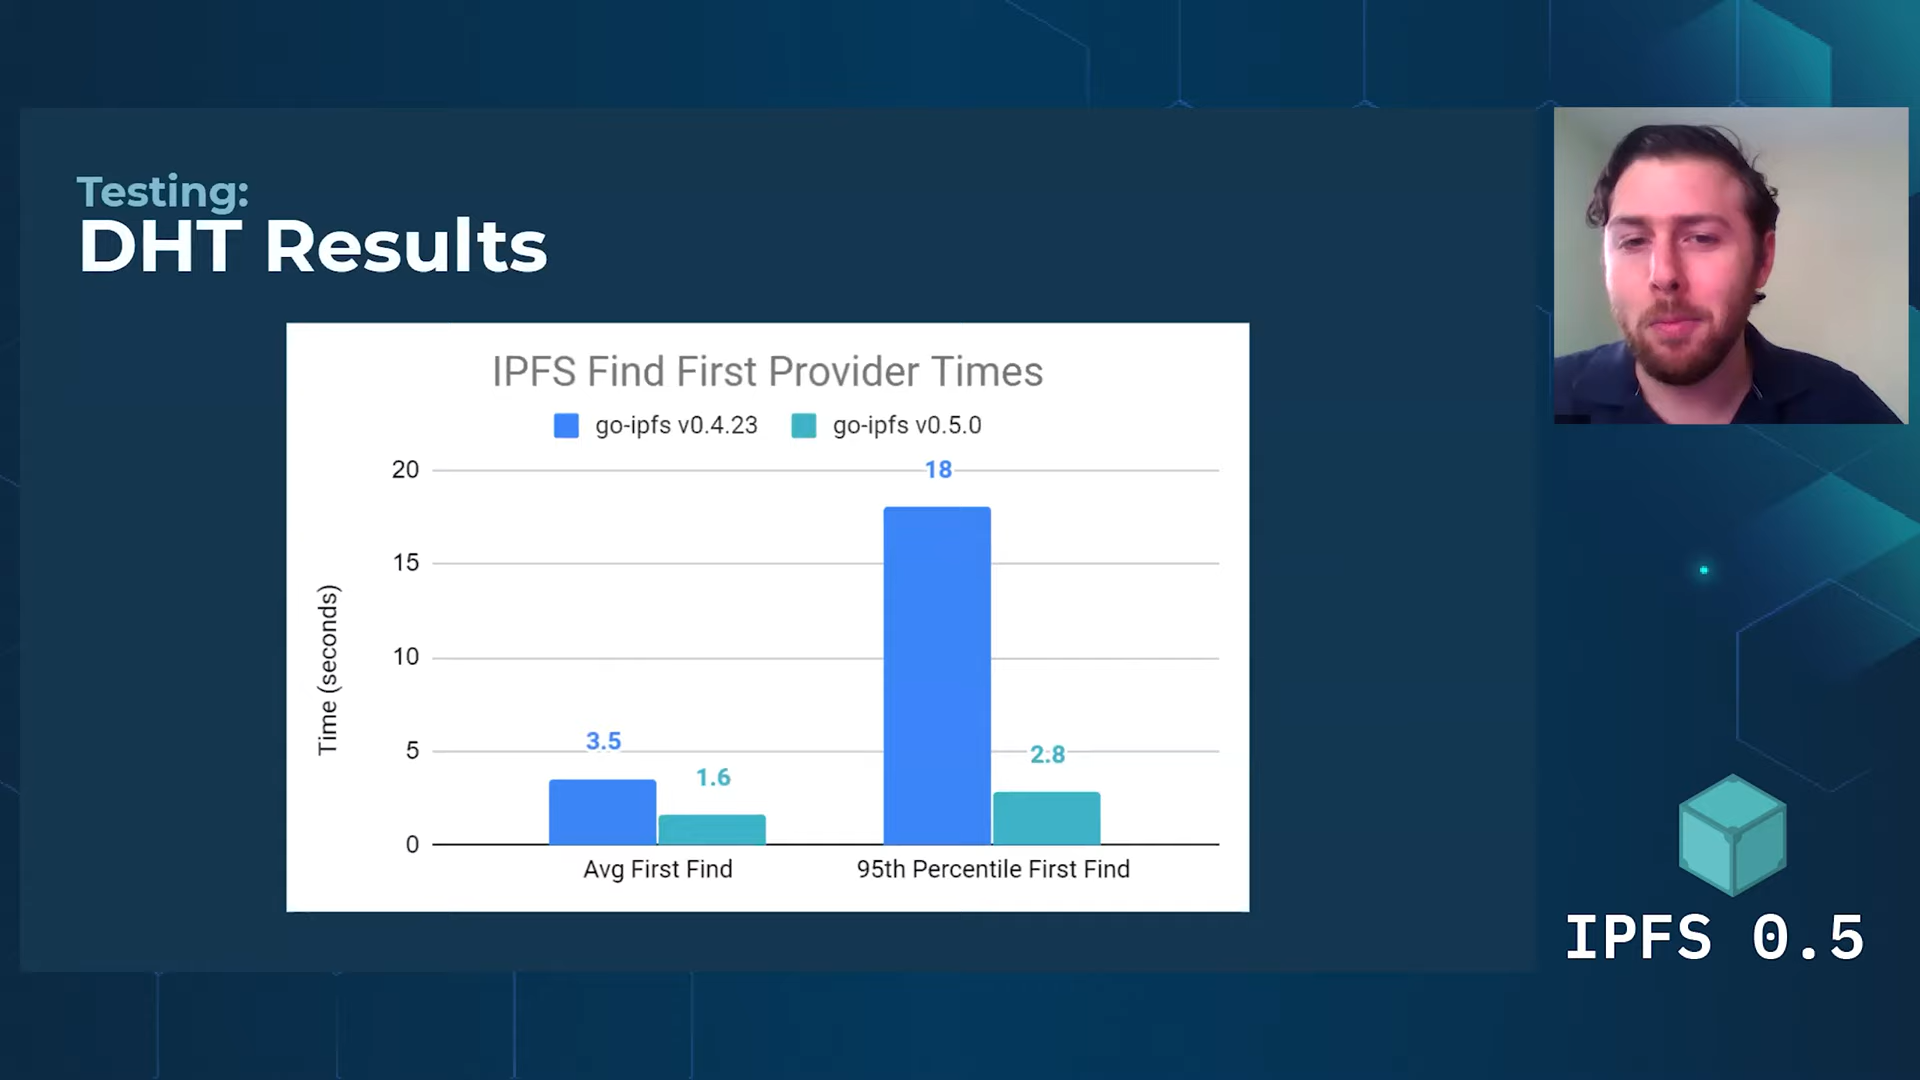 Testing:
DHT Results
IPFS Find First Provider Times
go-ipfs v0.4.23 go-ipfs v0.5.0
Time (seconds)
20
15
10
5
0
3.5
1.6
18
2.8
Avg First Find
95th Percentile First Find
IPFS 0.5